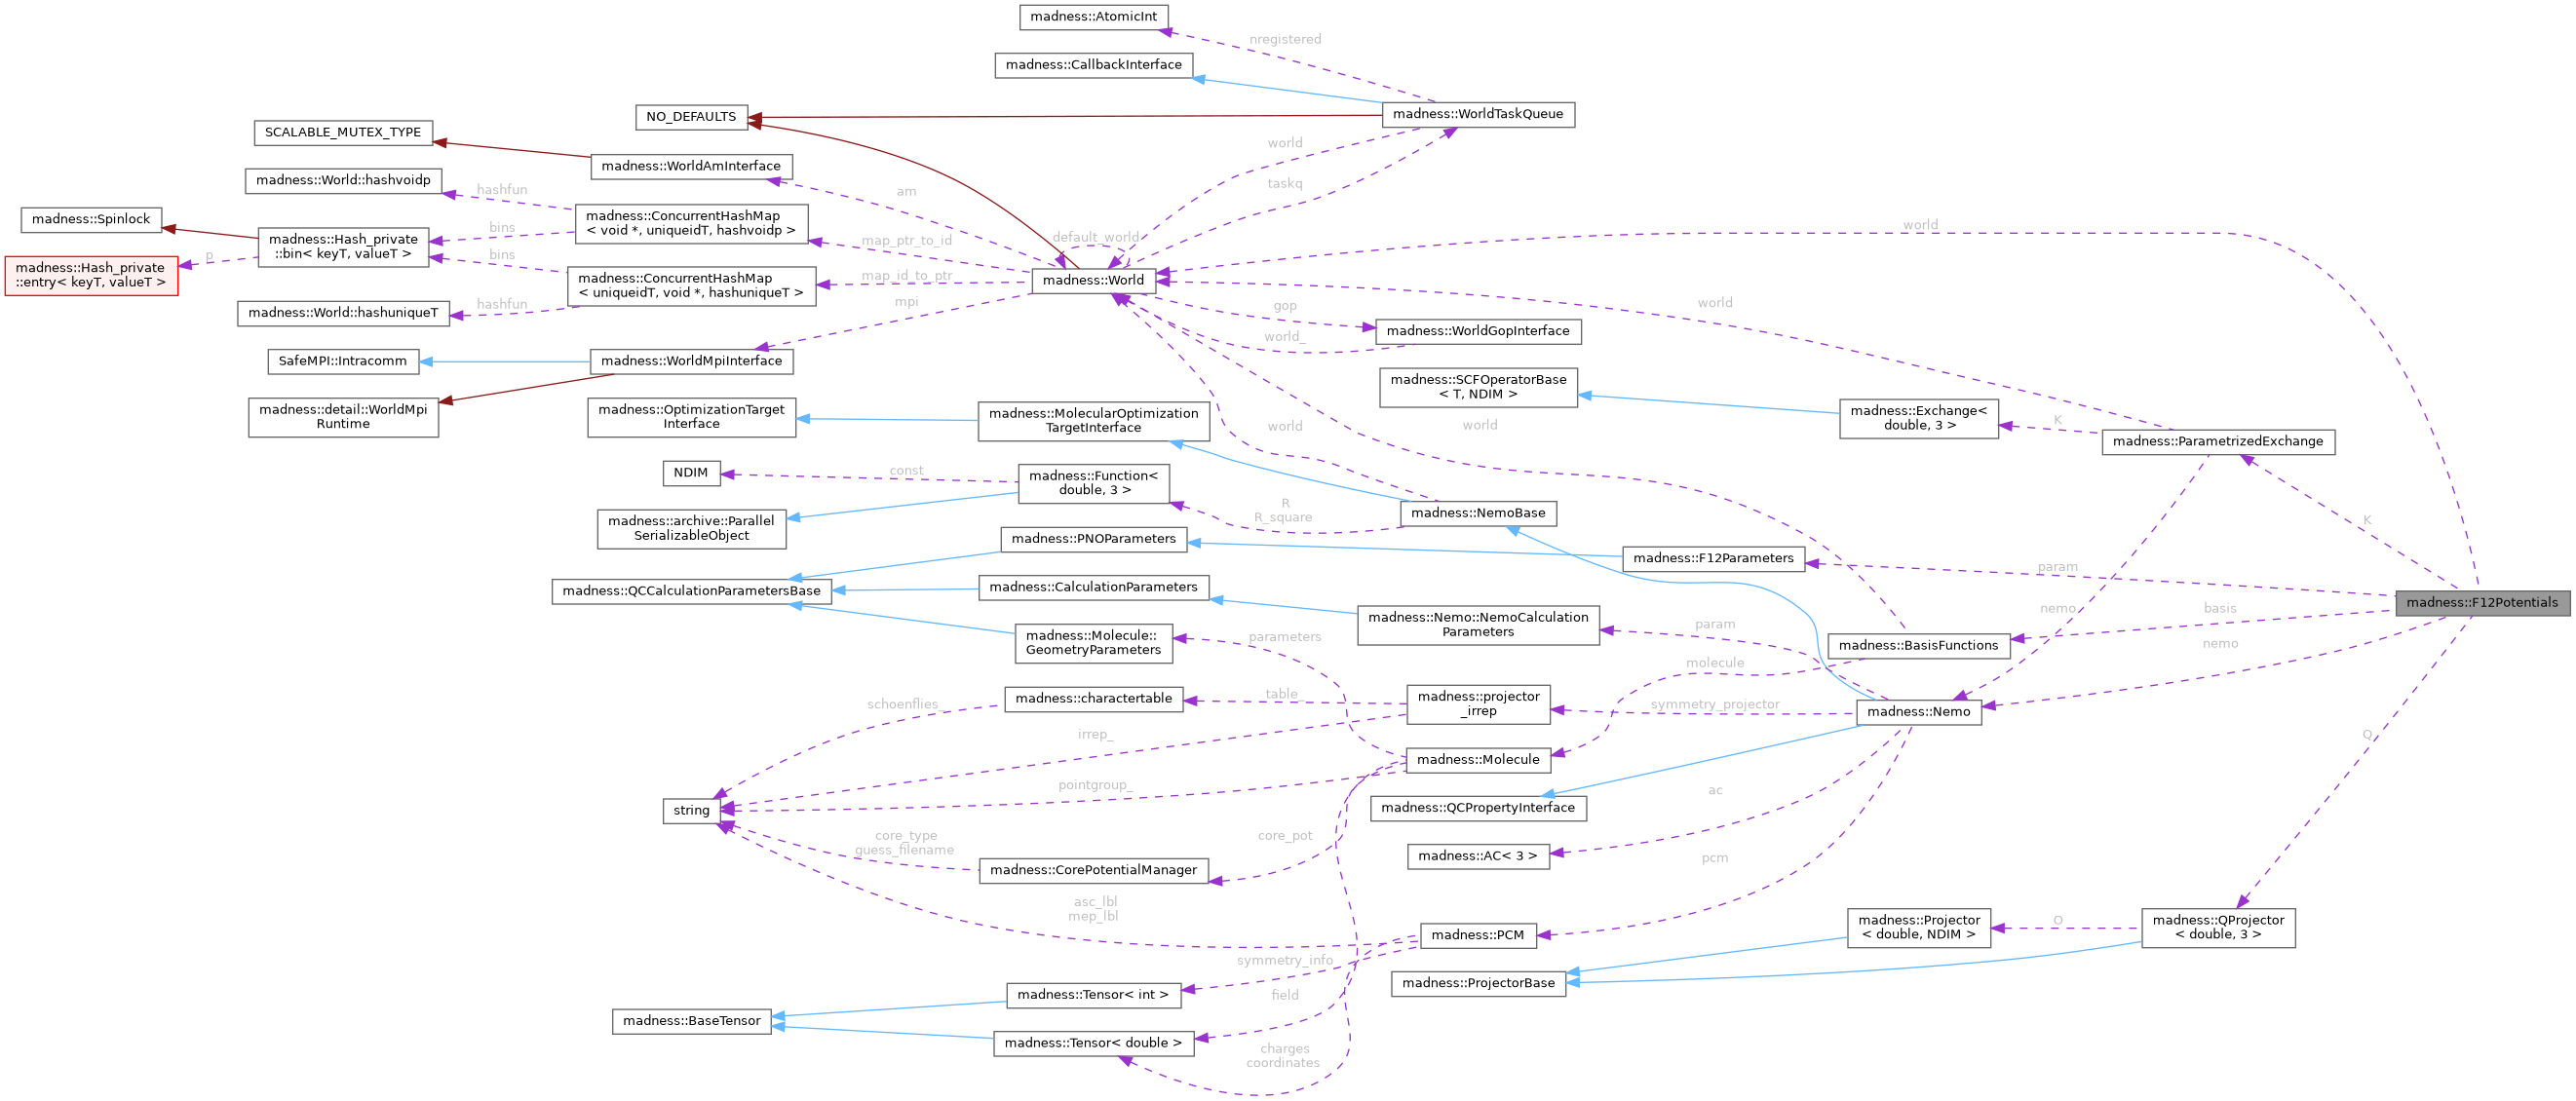 madness::AtomicInt
nregistered
madness::CallbackInterface
NO_DEFAULTS
madness::WorldTaskQueue
SCALABLE_MUTEX_TYPE
world
madness::WorldAmInterface
madness::World::hashvoidp
hashfun
am
taskq
madness::Spinlock
madness::ConcurrentHashMap
< void *, uniqueidT, hashvoidp >
bins
world
madness::Hash_private
::bin< keyT, valueT >
map_ptr_to_id
default_world
p
bins
madness::Hash_private
::entry< keyT, valueT >
madness::ConcurrentHashMap
< uniqueidT, void *, hashuniqueT >
map_id_to_ptr
madness::World
hashfun
mpi
gop
world
madness::World::hashuniqueT
world_
madness::WorldGopInterface
SafeMPI::Intracomm
madness::WorldMpiInterface
madness::SCFOperatorBase
< T, NDIM >
madness::detail::WorldMpi
Runtime
madness::OptimizationTarget
Interface
madness::MolecularOptimization
TargetInterface
world
world
madness::Exchange<
double, 3 >
K
madness::ParametrizedExchange
NDIM
const
madness::Function<
double, 3 >
R
R_square
madness::NemoBase
K
madness::archive::Parallel
SerializableObject
madness::PNOParameters
madness::F12Parameters
param
madness::QCCalculationParametersBase
madness::CalculationParameters
madness::Nemo::NemoCalculation
Parameters
madness::F12Potentials
nemo
basis
madness::Molecule::
GeometryParameters
parameters
param
madness::BasisFunctions
nemo
molecule
madness::charactertable
table_
madness::projector
_irrep
symmetry_projector
madness::Nemo
schoenflies_
irrep_
Q
madness::Molecule
pointgroup_
ac
string
madness::QCPropertyInterface
core_type
guess_filename
core_pot
madness::AC< 3 >
pcm
madness::CorePotentialManager
asc_lbl
mep_lbl
madness::PCM
madness::Projector
< double, NDIM >
O
madness::QProjector
< double, 3 >
symmetry_info
madness::ProjectorBase
madness::Tensor< int >
field
madness::BaseTensor
madness::Tensor< double >
charges
coordinates